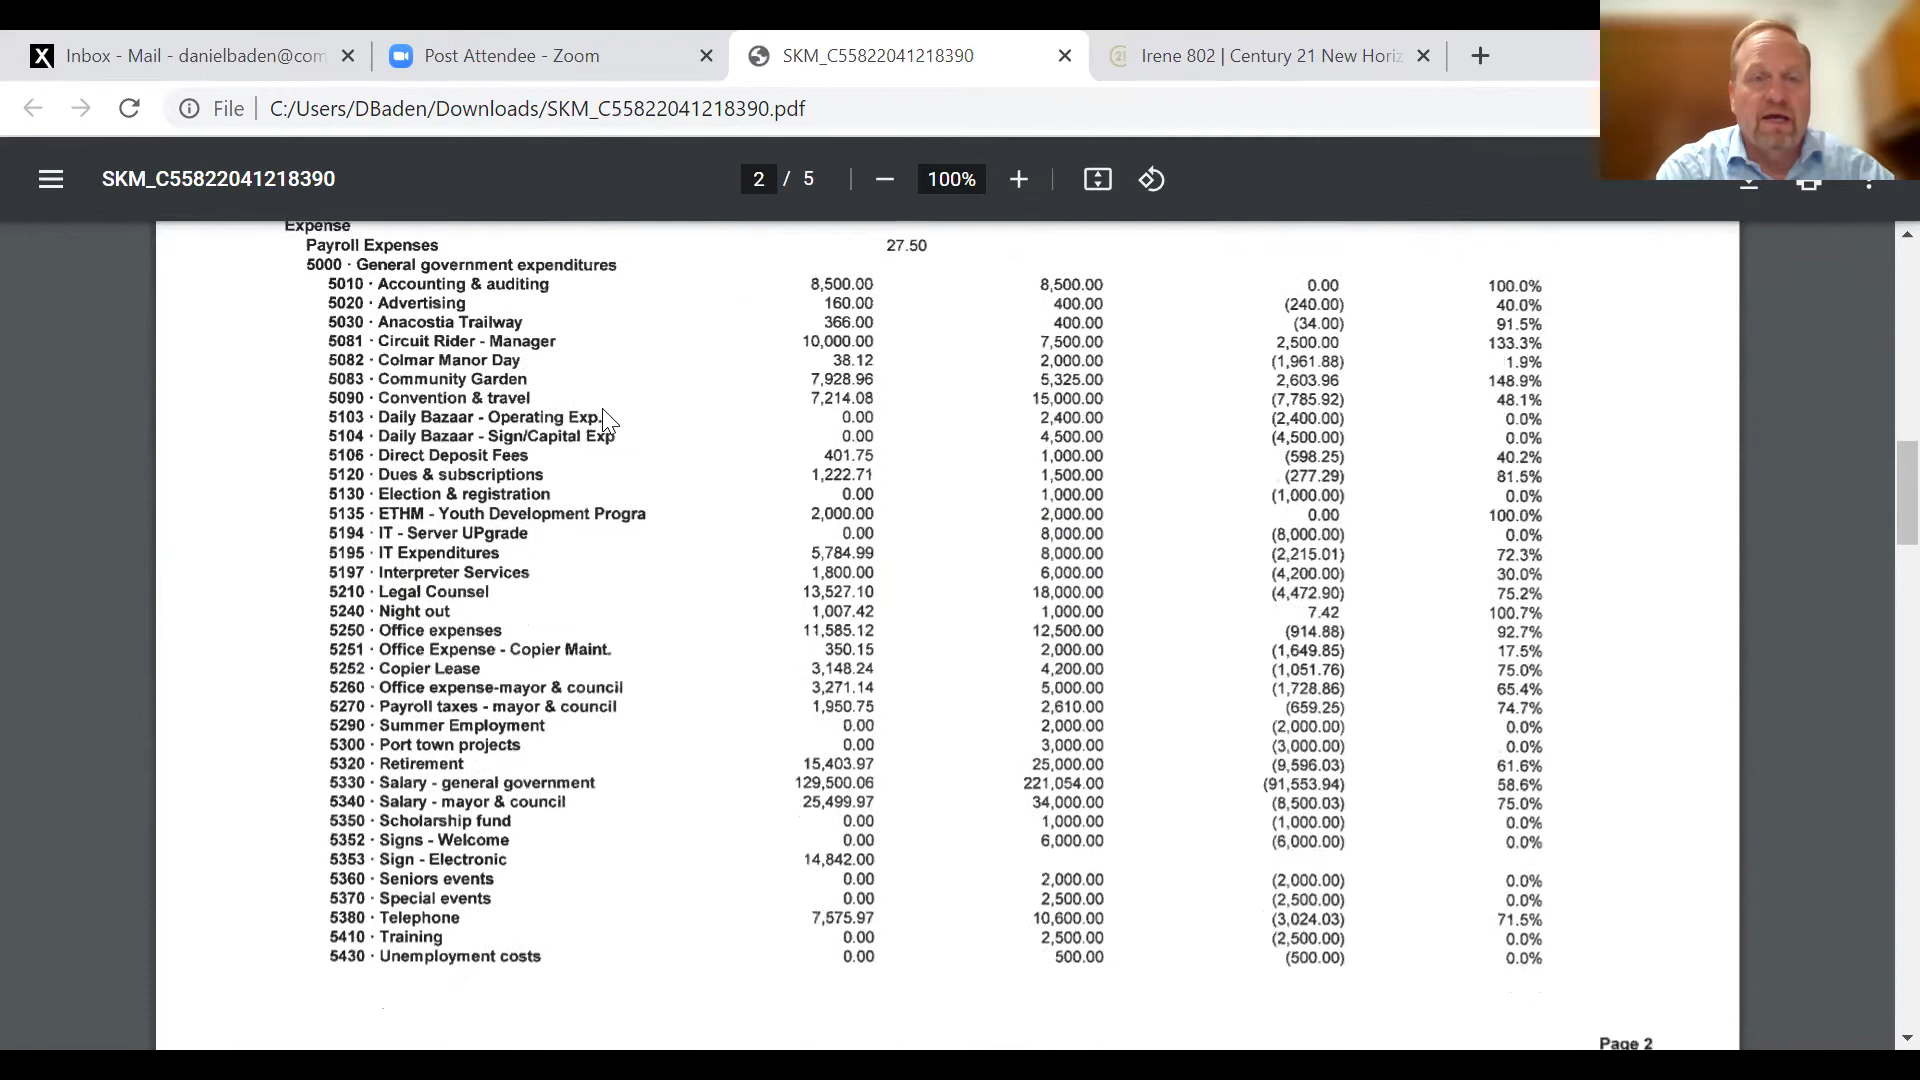 Inbox - Mail - danielbaden@com
Post Attendee - Zoom
SKM_C55822041218390
Irene 802 | Century 21 New Horiz
File
C:/Users/DBaden/Downloads/SKM_C55822041218390.pdf
SKM_C55822041218390
2 / 5
100%
Expense
Payroll Expenses 27.50
5000 · General government expenditures
5010 · Accounting & auditing 8,500.00 8,500.00 0.00 100.0%
5020 · Advertising 160.00 400.00 (240.00) 40.0%
5030 · Anacostia Trailway 366.00 400.00 (34.00) 91.5%
5081 · Circuit Rider - Manager 10,000.00 7,500.00 2,500.00 133.3%
5082 · Colmar Manor Day 38.12 2,000.00 (1,961.88) 1.9%
5083 · Community Garden 7,928.96 5,325.00 2,603.96 148.9%
5090 · Convention & travel 7,214.08 15,000.00 (7,785.92) 48.1%
5103 · Daily Bazaar - Operating Exp. 0.00 2,400.00 (2,400.00) 0.0%
5104 · Daily Bazaar - Sign/Capital Exp 0.00 4,500.00 (4,500.00) 0.0%
5106 · Direct Deposit Fees 401.75 1,000.00 (598.25) 40.2%
5120 · Dues & subscriptions 1,222.71 1,500.00 (277.29) 81.5%
5130 · Election & registration 0.00 1,000.00 (1,000.00) 0.0%
5135 · ETHM - Youth Development Progra 2,000.00 2,000.00 0.00 100.0%
5194 · IT - Server UPgrade 0.00 8,000.00 (8,000.00) 0.0%
5195 · IT Expenditures 5,784.99 8,000.00 (2,215.01) 72.3%
5197 · Interpreter Services 1,800.00 6,000.00 (4,200.00) 30.0%
5210 · Legal Counsel 13,527.10 18,000.00 (4,472.90) 75.2%
5240 · Night out 1,007.42 1,000.00 7.42 100.7%
5250 · Office expenses 11,585.12 12,500.00 (914.88) 92.7%
5251 · Office Expense - Copier Maint. 350.15 2,000.00 (1,649.85) 17.5%
5252 · Copier Lease 3,148.24 4,200.00 (1,051.76) 75.0%
5260 · Office expense-mayor & council 3,271.14 5,000.00 (1,728.86) 65.4%
5270 · Payroll taxes - mayor & council 1,950.75 2,610.00 (659.25) 74.7%
5290 · Summer Employment 0.00 2,000.00 (2,000.00) 0.0%
5300 · Port town projects 0.00 3,000.00 (3,000.00) 0.0%
5320 · Retirement 15,403.97 25,000.00 (9,596.03) 61.6%
5330 · Salary - general government 129,500.06 221,054.00 (91,553.94) 58.6%
5340 · Salary - mayor & council 25,499.97 34,000.00 (8,500.03) 75.0%
5350 · Scholarship fund 0.00 1,000.00 (1,000.00) 0.0%
5352 · Signs - Welcome 0.00 6,000.00 (6,000.00) 0.0%
5353 · Sign - Electronic 14,842.00
5360 · Seniors events 0.00 2,000.00 (2,000.00) 0.0%
5370 · Special events 0.00 2,500.00 (2,500.00) 0.0%
5380 · Telephone 7,575.97 10,600.00 (3,024.03) 71.5%
5410 · Training 0.00 2,500.00 (2,500.00) 0.0%
5430 · Unemployment costs 0.00 500.00 (500.00) 0.0%
Page 2